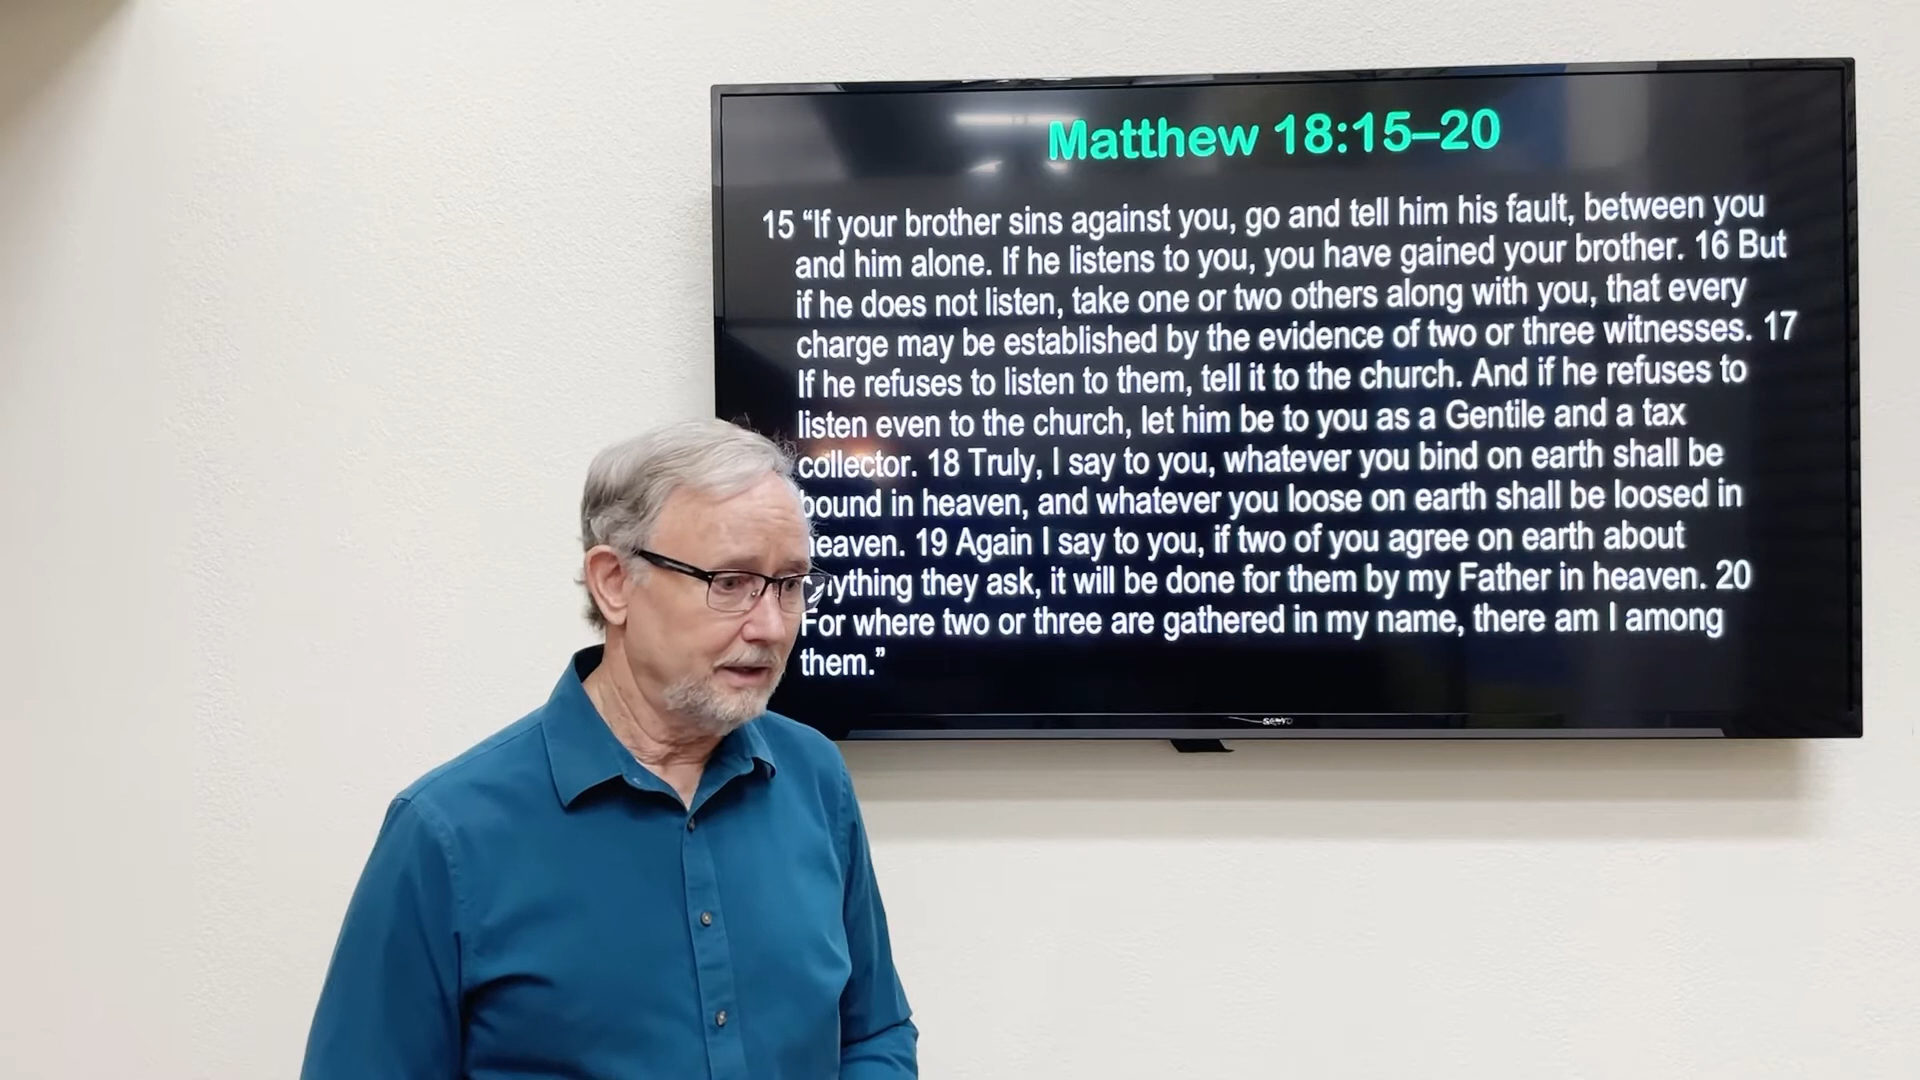 Matthew 18:15–20
15 “If your brother sins against you, go and tell him his fault, between you
and him alone. If he listens to you, you have gained your brother. 16 But
if he does not listen, take one or two others along with you, that every
charge may be established by the evidence of two or three witnesses. 17
If he refuses to listen to them, tell it to the church. And if he refuses to
listen even to the church, let him be to you as a Gentile and a tax
collector. 18 Truly, I say to you, whatever you bind on earth shall be
bound in heaven, and whatever you loose on earth shall be loosed in
heaven. 19 Again I say to you, if two of you agree on earth about
anything they ask, it will be done for them by my Father in heaven. 20
For where two or three are gathered in my name, there am I among
them.”
SANYO